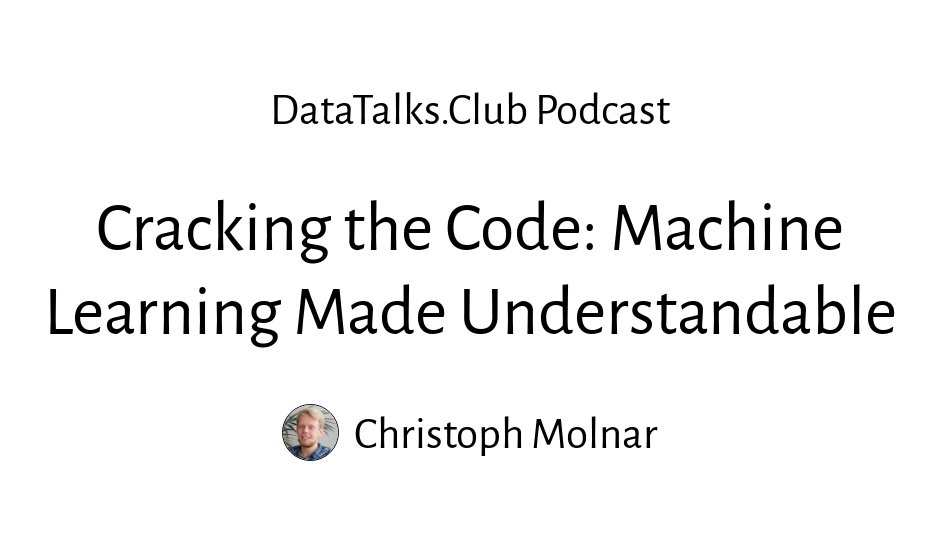 DataTalks.Club Podcast
Cracking the Code: Machine
Learning Made Understandable
Christoph Molnar